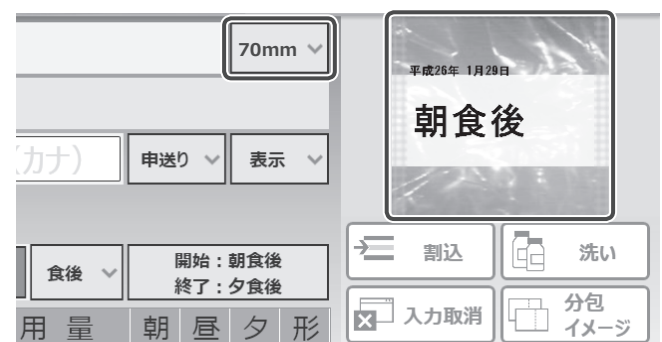 70mm
平成26年 1月29日
朝食後
(カナ)
申送り
表示
食後
開始：朝食後
終了：夕食後
割込
洗い
入力取消
分包
イメージ
用 量 朝 昼 夕 形